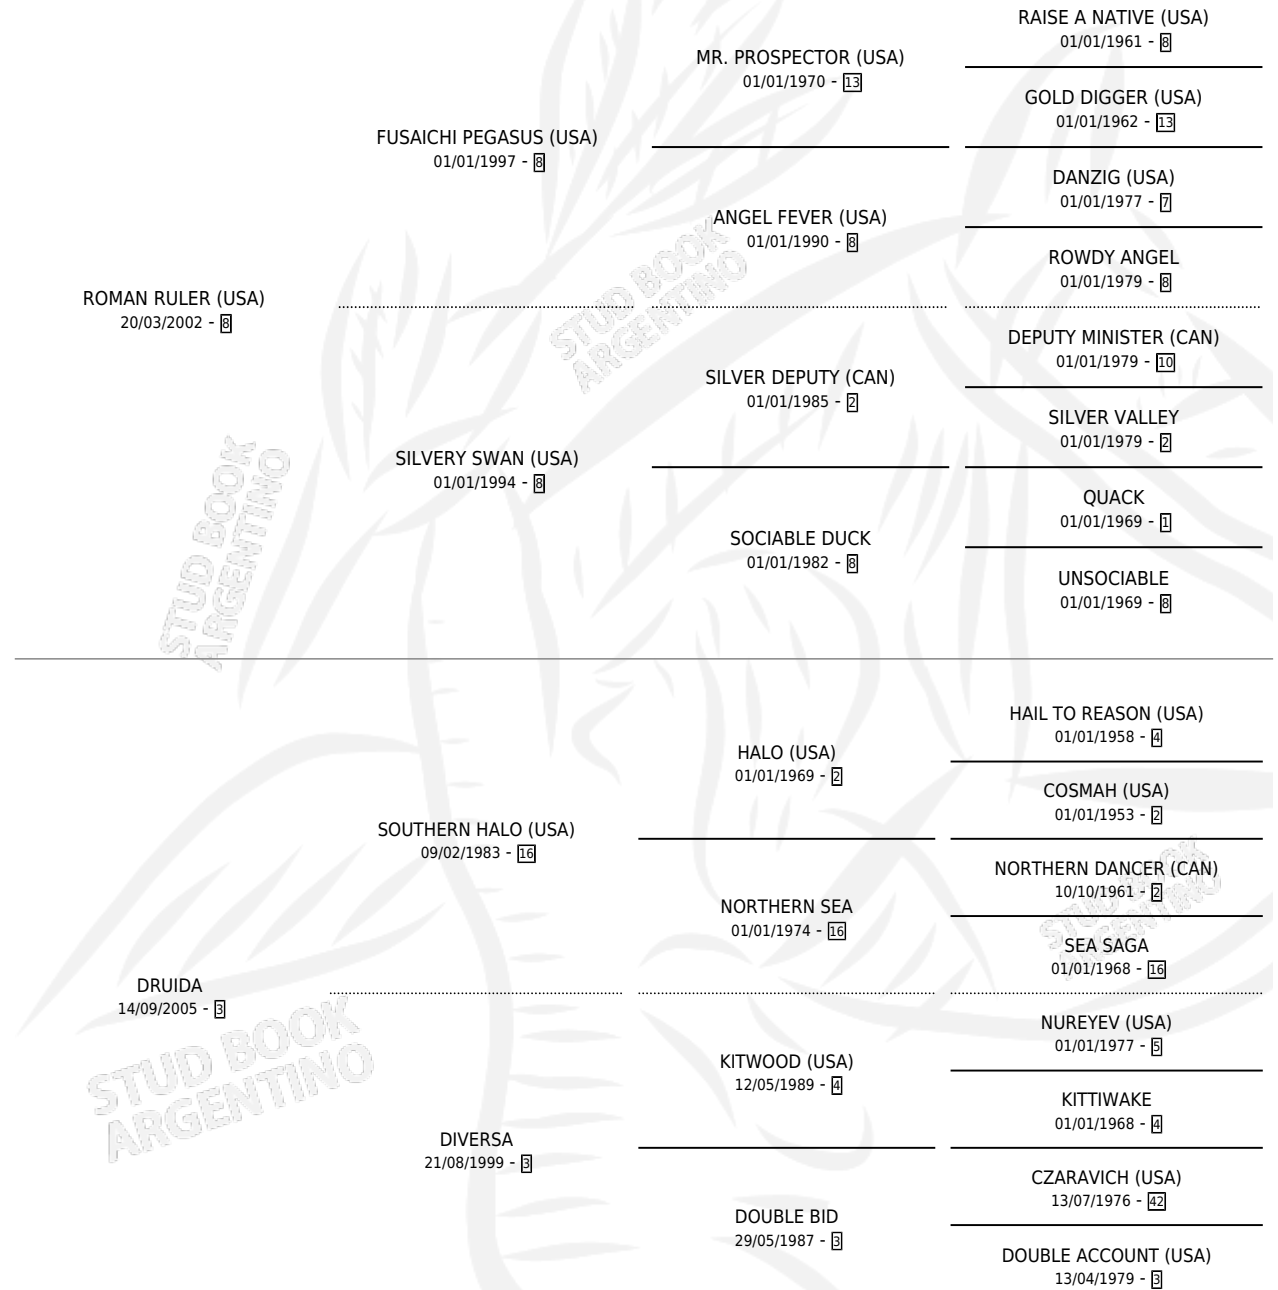 RAISE A NATIVE (USA)
01/01/1961 - 8
MR. PROSPECTOR (USA)
01/01/1970 - 13
GOLD DIGGER (USA)
01/01/1962 - 13
FUSAICHI PEGASUS (USA)
01/01/1997 - 8
DANZIG (USA)
01/01/1977 - 7
ANGEL FEVER (USA)
01/01/1990 - 8
ROWDY ANGEL
01/01/1979 - 8
ROMAN RULER (USA)
20/03/2002 - 8
DEPUTY MINISTER (CAN)
01/01/1979 - 10
SILVER DEPUTY (CAN)
01/01/1985 - 2
SILVER VALLEY
01/01/1979 - 2
SILVERY SWAN (USA)
01/01/1994 - 8
QUACK
01/01/1969 - 1
SOCIABLE DUCK
01/01/1982 - 8
UNSOCIABLE
01/01/1969 - 8
STUD BOOK
ARGENTINO
STUD BOOK
ARGENTINO
HAIL TO REASON (USA)
01/01/1958 - 4
HALO (USA)
01/01/1969 - 2
COSMAH (USA)
01/01/1953 - 2
SOUTHERN HALO (USA)
09/02/1983 - 16
NORTHERN DANCER (CAN)
10/10/1961 - 2
NORTHERN SEA
01/01/1974 - 16
SEA SAGA
01/01/1968 - 16
DRUIDA
14/09/2005 - 3
NUREYEV (USA)
01/01/1977 - 5
KITWOOD (USA)
12/05/1989 - 4
KITTIWAKE
01/01/1968 - 4
DIVERSA
21/08/1999 - 3
CZARAVICH (USA)
13/07/1976 - 42
DOUBLE BID
29/05/1987 - 3
DOUBLE ACCOUNT (USA)
13/04/1979 - 3
STUD BOOK
ARGENTINO
STUD BOOK
ARGENTINO